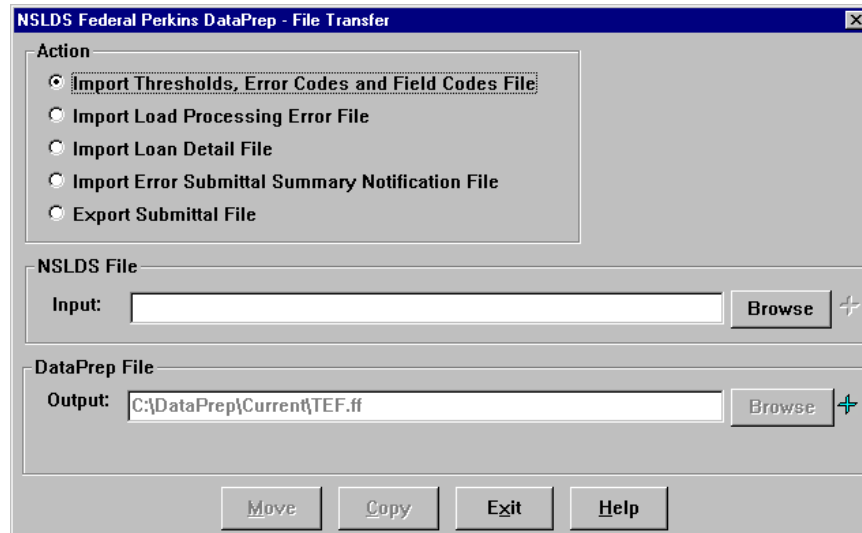 NSLDS Federal Perkins DataPrep - File Transfer
Action
Import Thresholds, Error Codes and Field Codes File
Import Load Processing Error File
Import Loan Detail File
Import Error Submittal Summary Notification File
Export Submittal File
NSLDS File
Input: Browse
DataPrep File
Output: C:\DataPrep\Current\TEF.ff Browse
Move Copy Exit Help